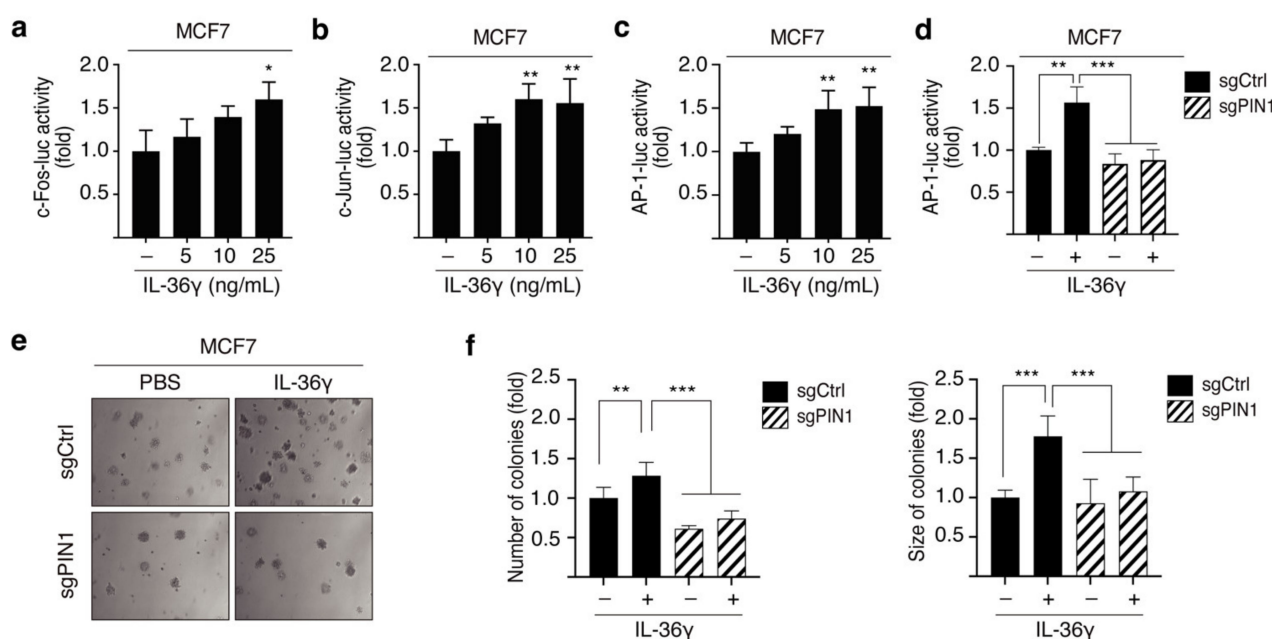 a
MCF7
c-Fos-luc activity
(fold)
2.0
1.5
1.0
0.5
*
– 5 10 25
IL-36γ (ng/mL)
b
MCF7
c-Jun-luc activity
(fold)
2.0
1.5
1.0
0.5
** **
– 5 10 25
IL-36γ (ng/mL)
c
MCF7
AP-1-luc activity
(fold)
2.0
1.5
1.0
0.5
** **
– 5 10 25
IL-36γ (ng/mL)
d
MCF7
AP-1-luc activity
(fold)
2.0
1.5
1.0
0.5
** ***
sgCtrl
sgPIN1
– + – +
IL-36γ
e
MCF7
PBS IL-36γ
sgCtrl
sgPIN1
f
Number of colonies (fold)
2.5
2.0
1.5
1.0
0.5
** ***
sgCtrl
sgPIN1
– + – +
IL-36γ
Size of colonies (fold)
2.5
2.0
1.5
1.0
0.5
*** ***
sgCtrl
sgPIN1
– + – +
IL-36γ